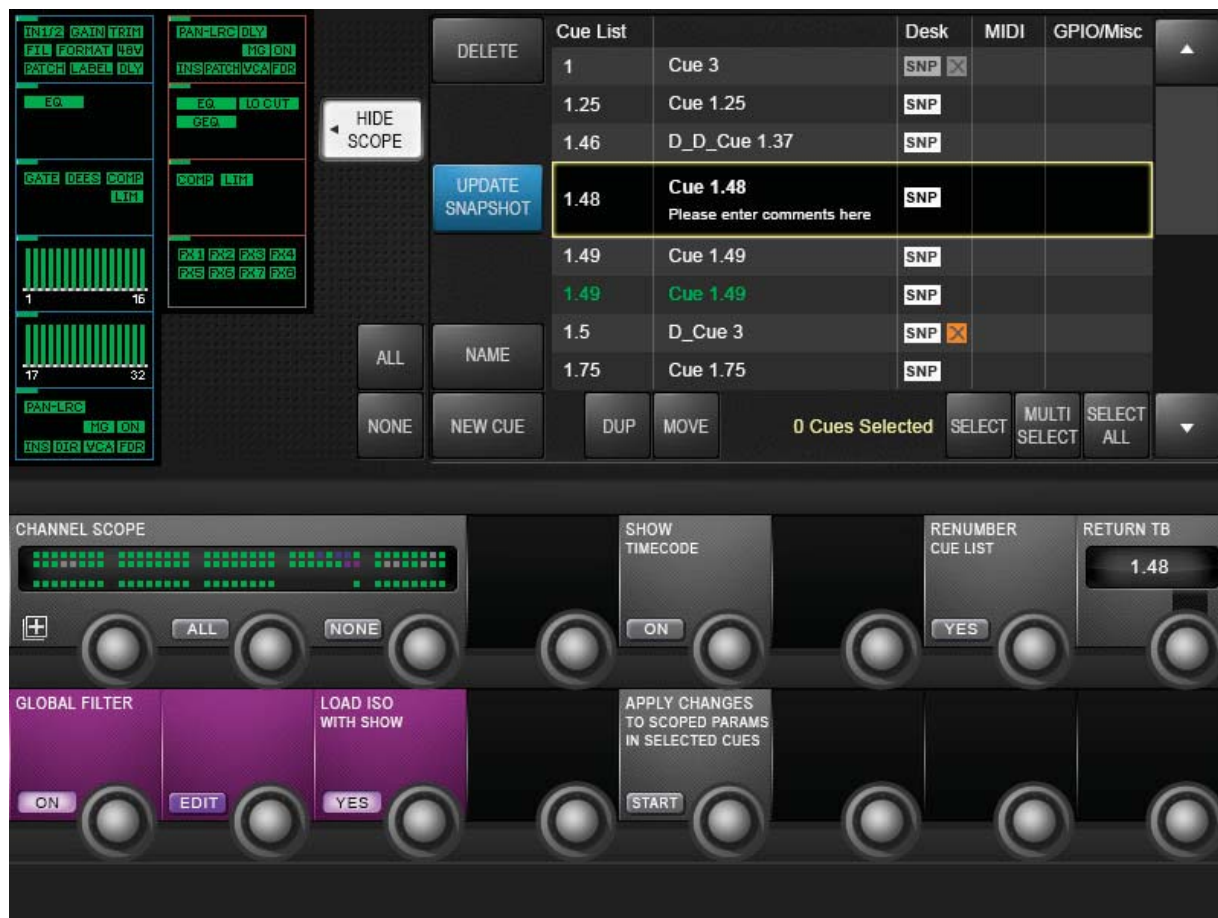 IN1/2 GAIN TRIM
FIL FORMAT 48V
PATCH LABEL DLY
EQ
GATE DEES COMP
LIM
1 16
17 32
PAN-LRC
MG ON
INS DIR VCA FDR
PAN-LRC DLY
MG ON
INS PATCH VCA FDR
EQ LO CUT
GEQ
COMP LIM
FX1 FX2 FX3 FX4
FX5 FX6 FX7 FX8
HIDE
SCOPE
ALL
NONE
DELETE
UPDATE
SNAPSHOT
NAME
NEW CUE
Cue List Desk MIDI GPIO/Misc
1 Cue 3 SNP X
1.25 Cue 1.25 SNP
1.46 D_D_Cue 1.37 SNP
1.48 Cue 1.48 SNP
Please enter comments here
1.49 Cue 1.49 SNP
1.49 Cue 1.49 SNP
1.5 D_Cue 3 SNP X
1.75 Cue 1.75 SNP
DUP MOVE 0 Cues Selected SELECT
MULTI
SELECT
SELECT
ALL
CHANNEL SCOPE
ALL NONE
SHOW
TIMECODE
ON
RENUMBER
CUE LIST
YES
RETURN TB
1.48
GLOBAL FILTER
ON
EDIT
LOAD ISO
WITH SHOW
YES
APPLY CHANGES
TO SCOPED PARAMS
IN SELECTED CUES
START